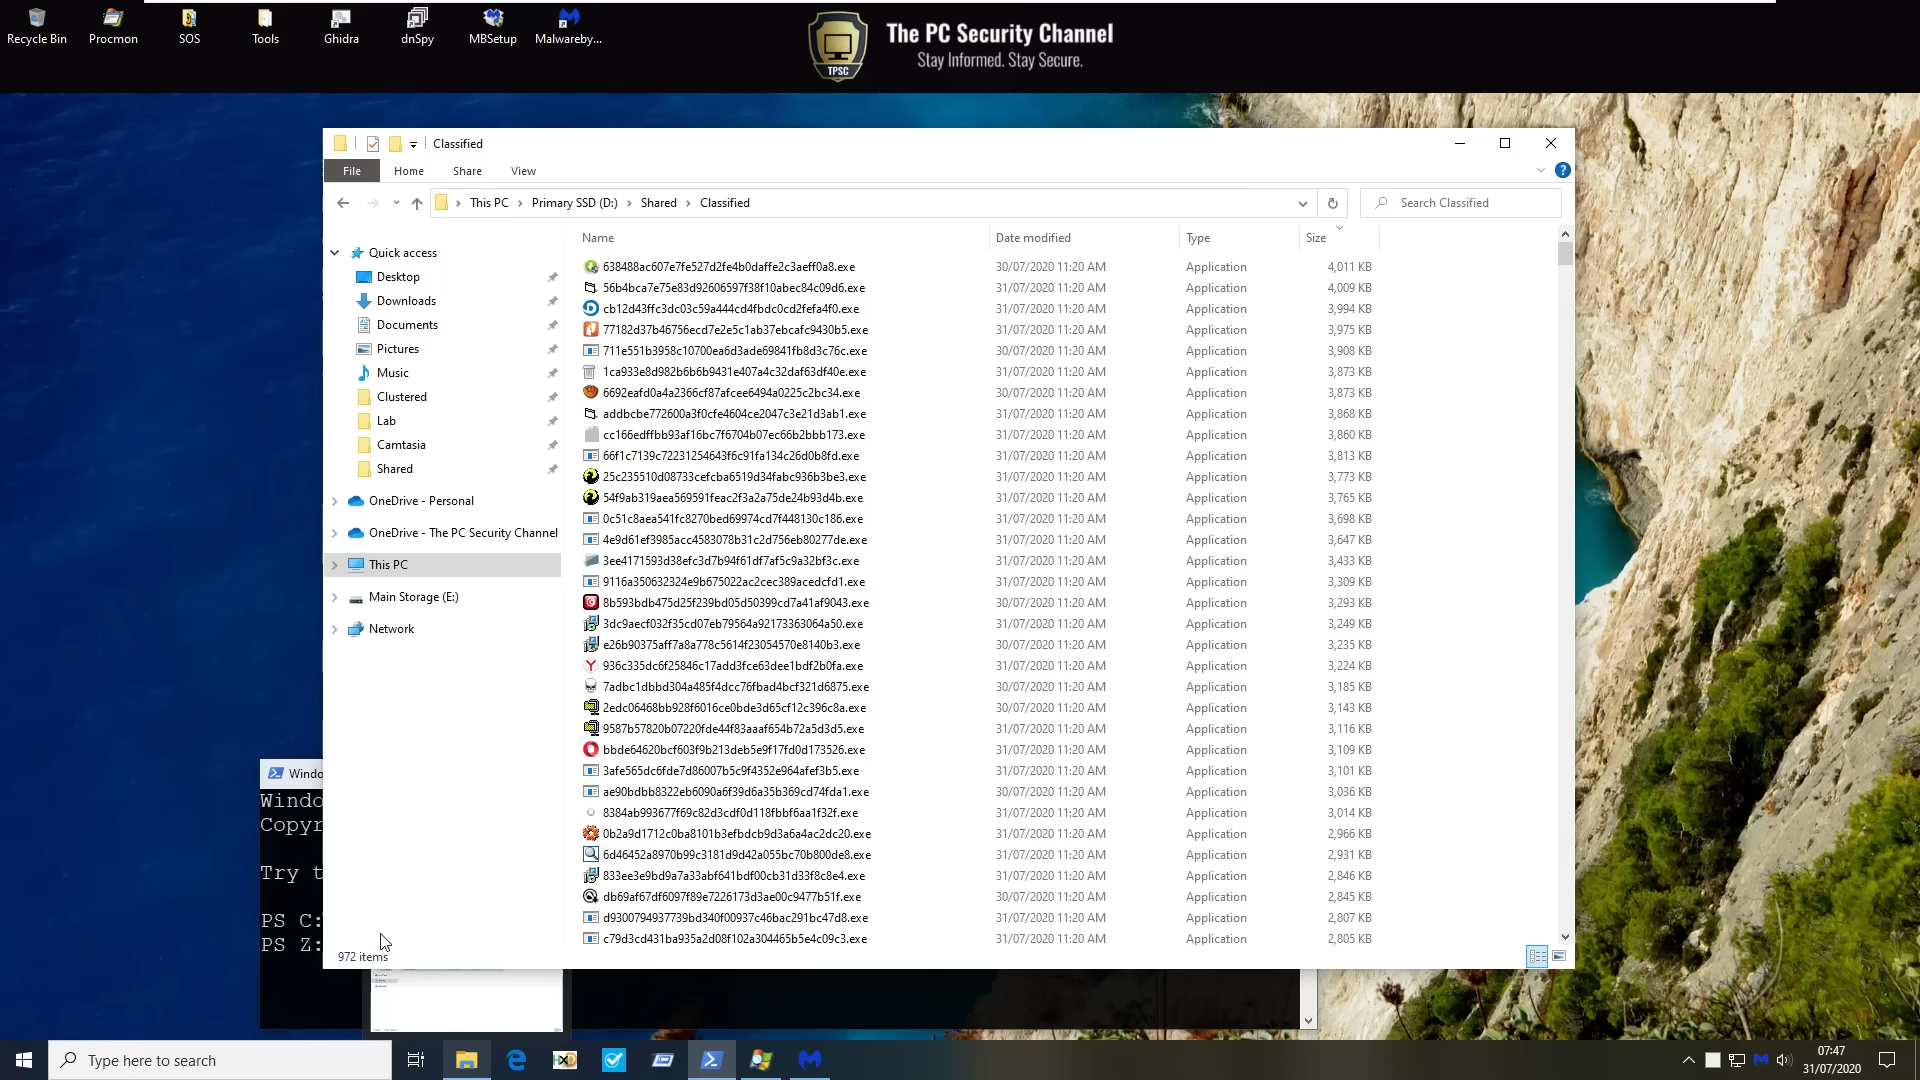 Recycle Bin
Procmon
SOS
Tools
Ghidra
dnSpy
MBSetup
Malwareby...
The PC Security Channel
Stay Informed. Stay Secure.
TPSC
Classified
File
Home
Share
View
This PC
Primary SSD (D:)
Shared
Classified
Search Classified
Quick access
Desktop
Downloads
Documents
Pictures
Music
Clustered
Lab
Camtasia
Shared
OneDrive - Personal
OneDrive - The PC Security Channel
This PC
Main Storage (E:)
Network
Name Date modified Type Size
638488ac607e7fe527d2fe4b0daffe2c3aeff0a8.exe 30/07/2020 11:20 AM Application 4,011 KB
56b4bca7e75e83d92606597f38f10abec84c09d6.exe 31/07/2020 11:20 AM Application 4,009 KB
cb12d43ffc3dc03c59a444cd4fbdc0cd2fefa4f0.exe 31/07/2020 11:20 AM Application 3,994 KB
77182d37b46756ecd7e2e5c1ab37ebcafc9430b5.exe 31/07/2020 11:20 AM Application 3,975 KB
711e551b3958c10700ea6d3ade69841fb8d3c76c.exe 30/07/2020 11:20 AM Application 3,908 KB
1ca933e8d982b6b6b9431e407a4c32daf63df40e.exe 31/07/2020 11:20 AM Application 3,873 KB
6692eafd0a4a2366cf87afcee6494a0225c2bc34.exe 30/07/2020 11:20 AM Application 3,873 KB
addbcbe772600a3f0cfe4604ce2047c3e21d3ab1.exe 31/07/2020 11:20 AM Application 3,868 KB
cc166edffbb93af16bc7f6704b07ec66b2bbb173.exe 31/07/2020 11:20 AM Application 3,860 KB
66f1c7139c72231254643f6c91fa134c26d0b8fd.exe 31/07/2020 11:20 AM Application 3,813 KB
25c235510d08733cefcba6519d34fabc936b3be3.exe 31/07/2020 11:20 AM Application 3,773 KB
54f9ab319aea569591feac2f3a2a75de24b93d4b.exe 31/07/2020 11:20 AM Application 3,765 KB
0c51c8aea541fc8270bed69974cd7f448130c186.exe 31/07/2020 11:20 AM Application 3,698 KB
4e9d61ef3985acc4583078b31c2d756eb80277de.exe 31/07/2020 11:20 AM Application 3,647 KB
3ee4171593d38efc3d7b94f61df7af5c9a32bf3c.exe 30/07/2020 11:20 AM Application 3,433 KB
9116a350632324e9b675022ac2cec389acedcfd1.exe 31/07/2020 11:20 AM Application 3,309 KB
8b593bdb475d25f239bd05d50399cd7a41af9043.exe 30/07/2020 11:20 AM Application 3,293 KB
3dc9aecf032f35cd07eb79564a92173363064a50.exe 31/07/2020 11:20 AM Application 3,249 KB
e26b90375aff7a8a778c5614f23054570e8140b3.exe 30/07/2020 11:20 AM Application 3,235 KB
936c335dc6f25846c17add3fce63dee1bdf2b0fa.exe 31/07/2020 11:20 AM Application 3,224 KB
7adbc1dbbd304a485f4dcc76fbad4bcf321d6875.exe 30/07/2020 11:20 AM Application 3,185 KB
2edc06468bb928f6016ce0bde3d65cf12c396c8a.exe 30/07/2020 11:20 AM Application 3,143 KB
9587b57820b07220fde44f83aaaf654b72a5d3d5.exe 31/07/2020 11:20 AM Application 3,116 KB
bbde64620bcf603f9b213deb5e9f17fd0d173526.exe 31/07/2020 11:20 AM Application 3,109 KB
3afe565dc6fde7d86007b5c9f4352e964afef3b5.exe 31/07/2020 11:20 AM Application 3,101 KB
ae90bdbb8322eb6090a6f39d6a35b369cd74fda1.exe 30/07/2020 11:20 AM Application 3,036 KB
8384ab993677f69c82d3cdf0d118fbbf6aa1f32f.exe 31/07/2020 11:20 AM Application 3,014 KB
0b2a9d1712c0ba8101b3efbdcb9d3a6a4ac2dc20.exe 31/07/2020 11:20 AM Application 2,966 KB
6d46452a8970b99c3181d9d42a055bc70b800de8.exe 31/07/2020 11:20 AM Application 2,931 KB
833ee3e9bd9a7a33abf641bdf00cb31d33f8c8e4.exe 31/07/2020 11:20 AM Application 2,846 KB
db69af67df6097f89e7226173d3ae00c9477b51f.exe 30/07/2020 11:20 AM Application 2,845 KB
d9300794937739bd340f00937c46bac291bc47d8.exe 31/07/2020 11:20 AM Application 2,807 KB
c79d3cd431ba935a2d08f102a304465b5e4c09c3.exe 31/07/2020 11:20 AM Application 2,805 KB
972 items
Windo
Windo
Copyr
Try t
PS C:
PS Z:
Type here to search
07:47
31/07/2020